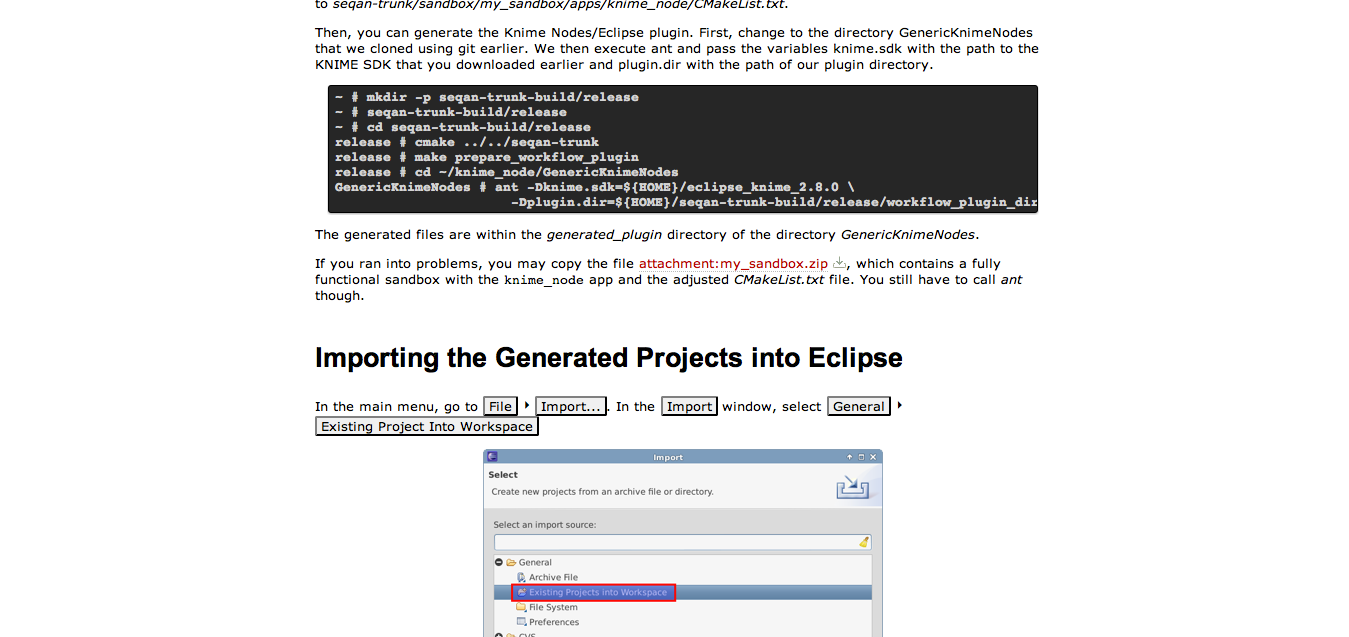 to seqan-trunk/sandbox/my_sandbox/apps/knime_node/CMakeList.txt.
Then, you can generate the Knime Nodes/Eclipse plugin. First, change to the directory GenericKnimeNodes
that we cloned using git earlier. We then execute ant and pass the variables knime.sdk with the path to the
KNIME SDK that you downloaded earlier and plugin.dir with the path of our plugin directory.
~ # mkdir -p seqan-trunk-build/release
~ # seqan-trunk-build/release
~ # cd seqan-trunk-build/release
release # cmake ../../seqan-trunk
release # make prepare_workflow_plugin
release # cd ~/knime_node/GenericKnimeNodes
GenericKnimeNodes # ant -Dknime.sdk=${HOME}/eclipse_knime_2.8.0 \
-Dplugin.dir=${HOME}/seqan-trunk-build/release/workflow_plugin_dir
The generated files are within the generated_plugin directory of the directory GenericKnimeNodes.
If you ran into problems, you may copy the file attachment:my_sandbox.zip , which contains a fully
functional sandbox with the knime_node app and the adjusted CMakeList.txt file. You still have to call ant
though.
Importing the Generated Projects into Eclipse
In the main menu, go to File Import... . In the Import window, select General
Existing Project Into Workspace
Import
Select
Create new projects from an archive file or directory.
Select an import source:
General
Archive File
Existing Projects into Workspace
File System
Preferences
CVS